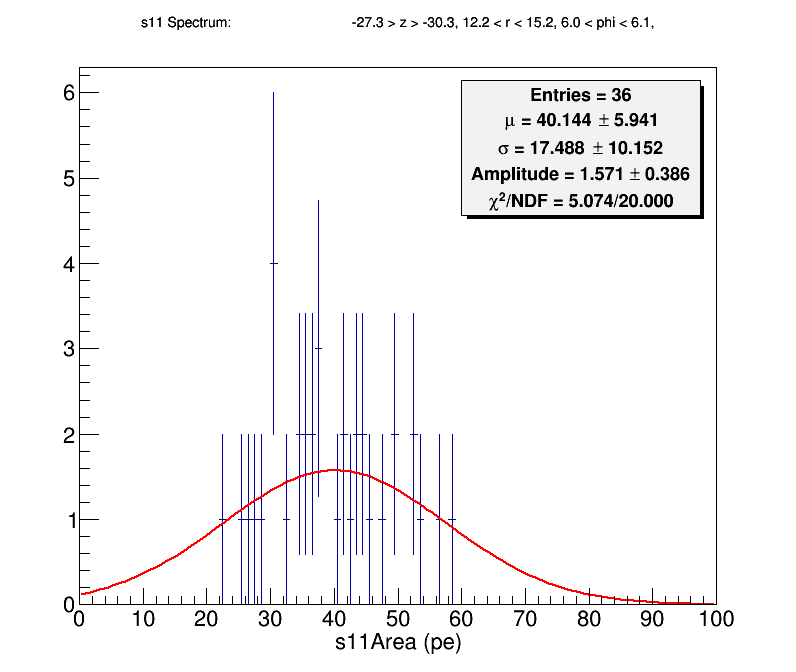 s11 Spectrum: -27.3 > z > -30.3, 12.2 < r < 15.2, 6.0 < phi < 6.1,
Entries = 36
μ = 40.144 ± 5.941
σ = 17.488 ± 10.152
Amplitude = 1.571 ± 0.386
χ²/NDF = 5.074/20.000
6
5
4
3
2
1
0
0 10 20 30 40 50 60 70 80 90 100
s11Area (pe)